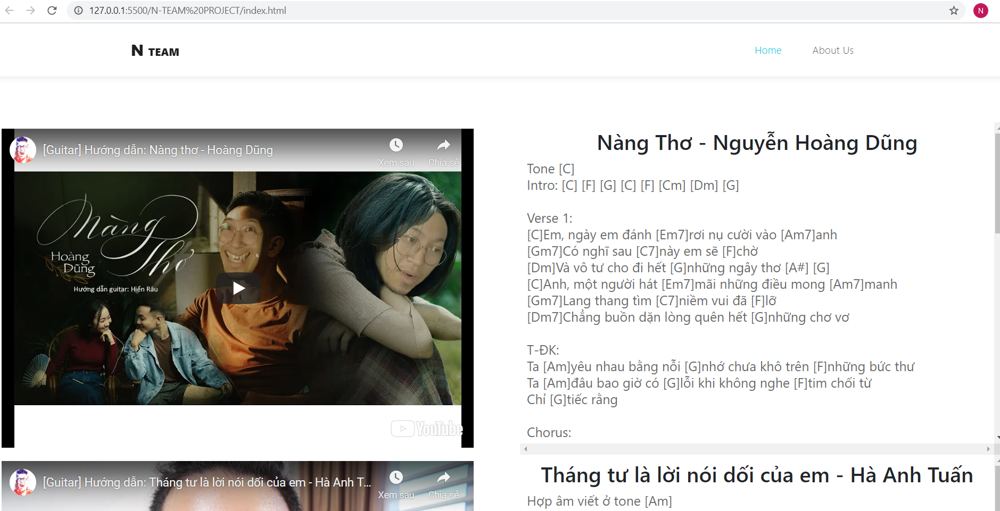 127.0.0.1:5500/N-TEAM%20PROJECT/index.html
N
N TEAM
Home
About Us
[Guitar] Hướng dẫn: Nàng thơ - Hoàng Dũng
Xem sau
Chia sẻ
Nàng Thơ
Hoàng
Dũng
Hướng dẫn guitar: Hiển Râu
YouTube
Nàng Thơ - Nguyễn Hoàng Dũng
Tone [C]
Intro: [C] [F] [G] [C] [F] [Cm] [Dm] [G]
Verse 1:
[C]Em, ngày em đánh [Em7]rơi nụ cười vào [Am7]anh
[Gm7]Có nghĩ sau [C7]này em sẽ [F]chờ
[Dm]Và vô tư cho đi hết [G]những ngây thơ [A#] [G]
[C]Anh, một người hát [Em7]mãi những điều mong [Am7]manh
[Gm7]Lang thang tìm [C7]niềm vui đã [F]lỡ
[Dm7]Chẳng buồn dặn lòng quên hết [G]những chơ vơ
T-ĐK:
Ta [Am]yêu nhau bằng nỗi [G]nhớ chưa khô trên [F]những bức thư
Ta [Am]đâu bao giờ có [G]lỗi khi không nghe [F]tim chối từ
Chỉ [G]tiếc rằng
Chorus:
[Guitar] Hướng dẫn: Tháng tư là lời nói dối của em - Hà Anh T...
Xem sau
Chia sẻ
Tháng tư là lời nói dối của em - Hà Anh Tuấn
Hợp âm viết ở tone [Am]